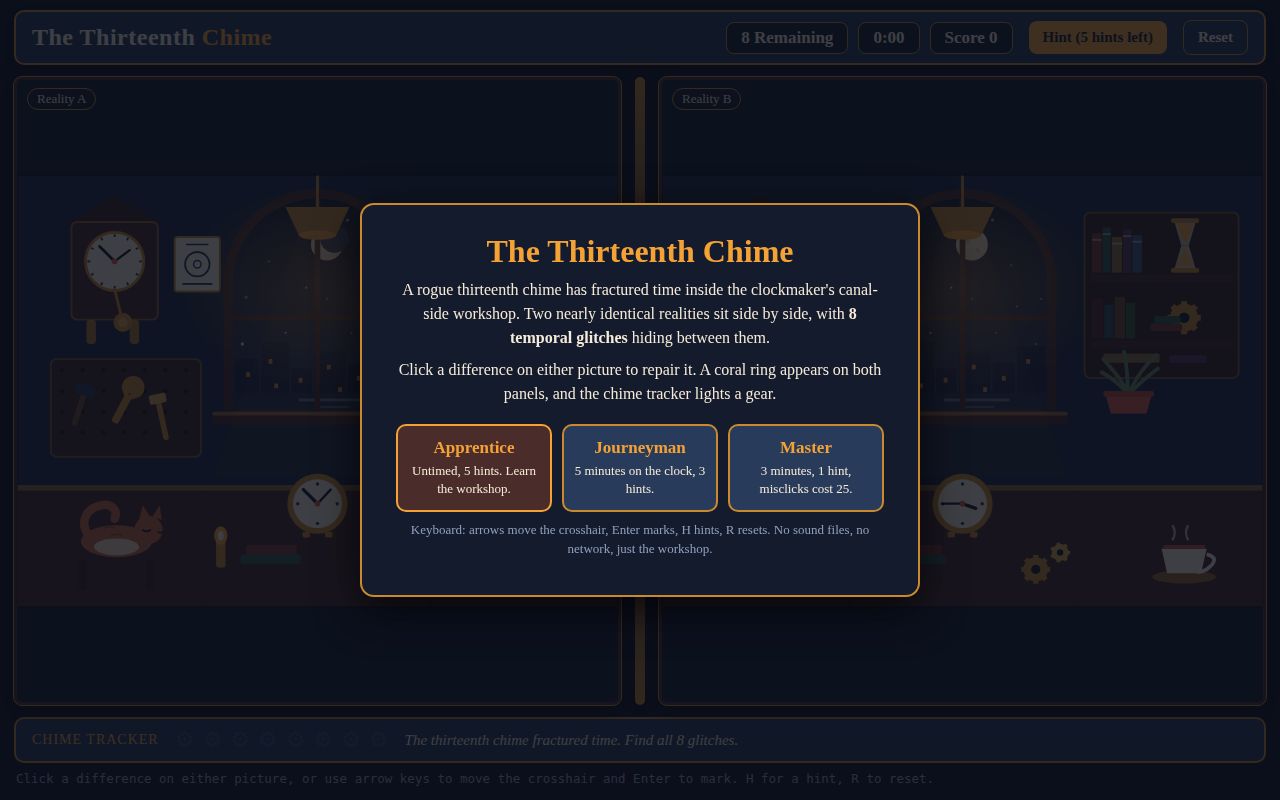 The Thirteenth Chime
8 Remaining
0:00
Score 0
Hint (5 hints left)
Reset
Reality A
Reality B
The Thirteenth Chime
A rogue thirteenth chime has fractured time inside the clockmaker's canal-
side workshop. Two nearly identical realities sit side by side, with 8
temporal glitches hiding between them.
Click a difference on either picture to repair it. A coral ring appears on both
panels, and the chime tracker lights a gear.
Apprentice
Untimed, 5 hints. Learn
the workshop.
Journeyman
5 minutes on the clock, 3
hints.
Master
3 minutes, 1 hint,
misclicks cost 25.
Keyboard: arrows move the crosshair, Enter marks, H hints, R resets. No sound files, no
network, just the workshop.
CHIME TRACKER
The thirteenth chime fractured time. Find all 8 glitches.
Click a difference on either picture, or use arrow keys to move the crosshair and Enter to mark. H for a hint, R to reset.